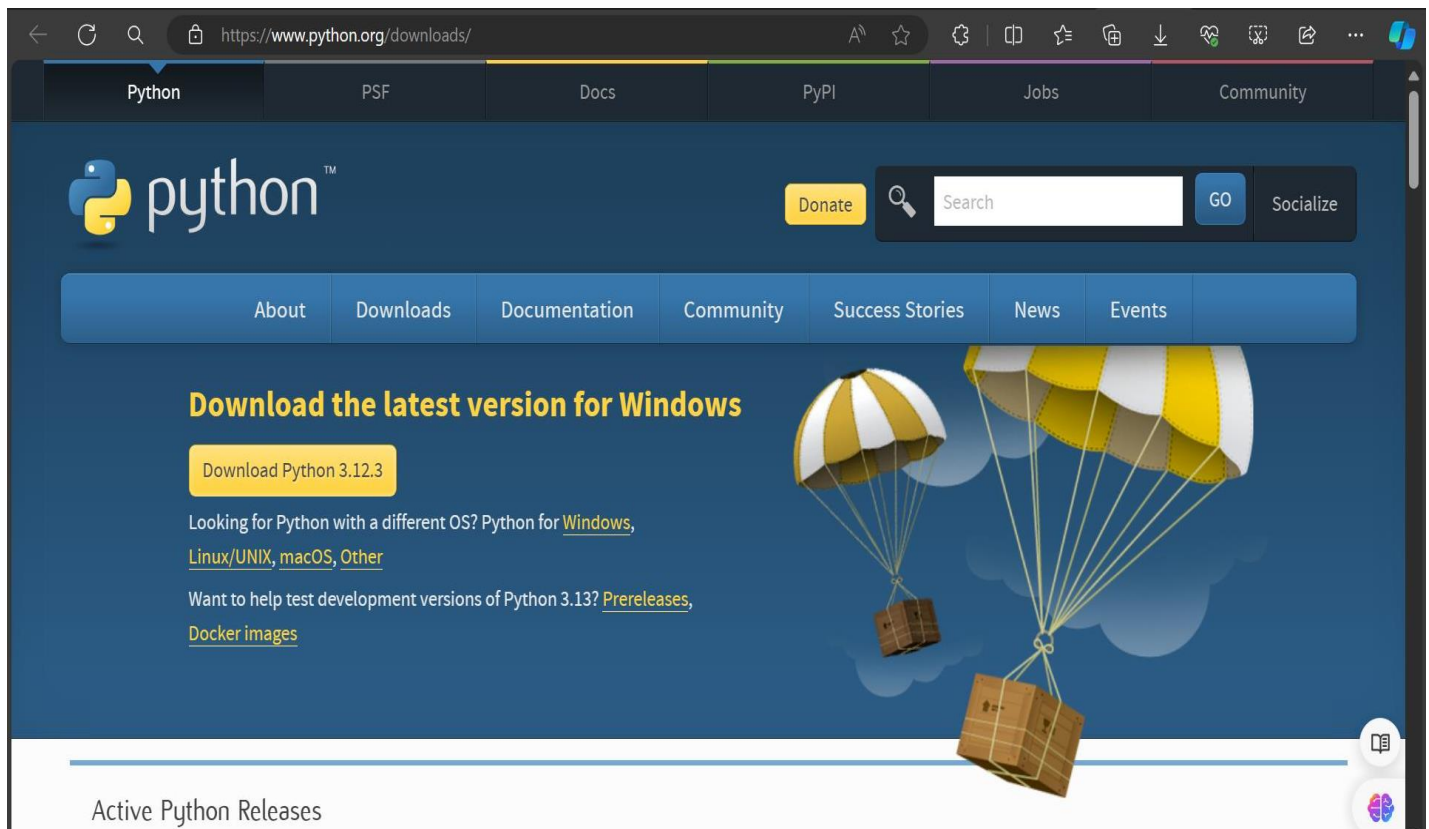 https://www.python.org/downloads/
Python PSF Docs PyPI Jobs Community
python™
Donate Search GO Socialize
About Downloads Documentation Community Success Stories News Events
Download the latest version for Windows
Download Python 3.12.3
Looking for Python with a different OS? Python for Windows,
Linux/UNIX, macOS, Other
Want to help test development versions of Python 3.13? Prereleases,
Docker images
Active Python Releases